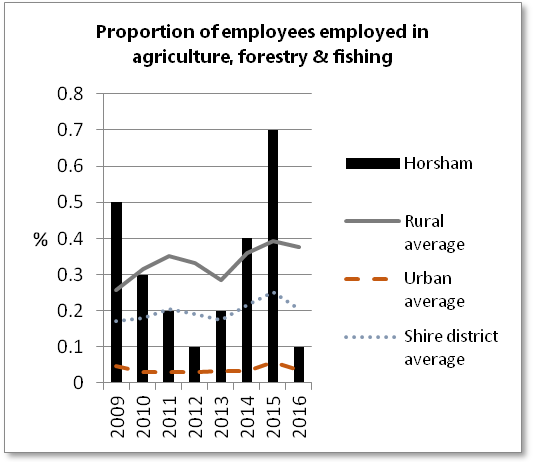 Proportion of employees employed in
agriculture, forestry & fishing
0.8
0.7
0.6
0.5
0.4
0.3
0.2
0.1
0
%
2009
2010
2011
2012
2013
2014
2015
2016
Horsham
Rural
average
Urban
average
Shire district
average